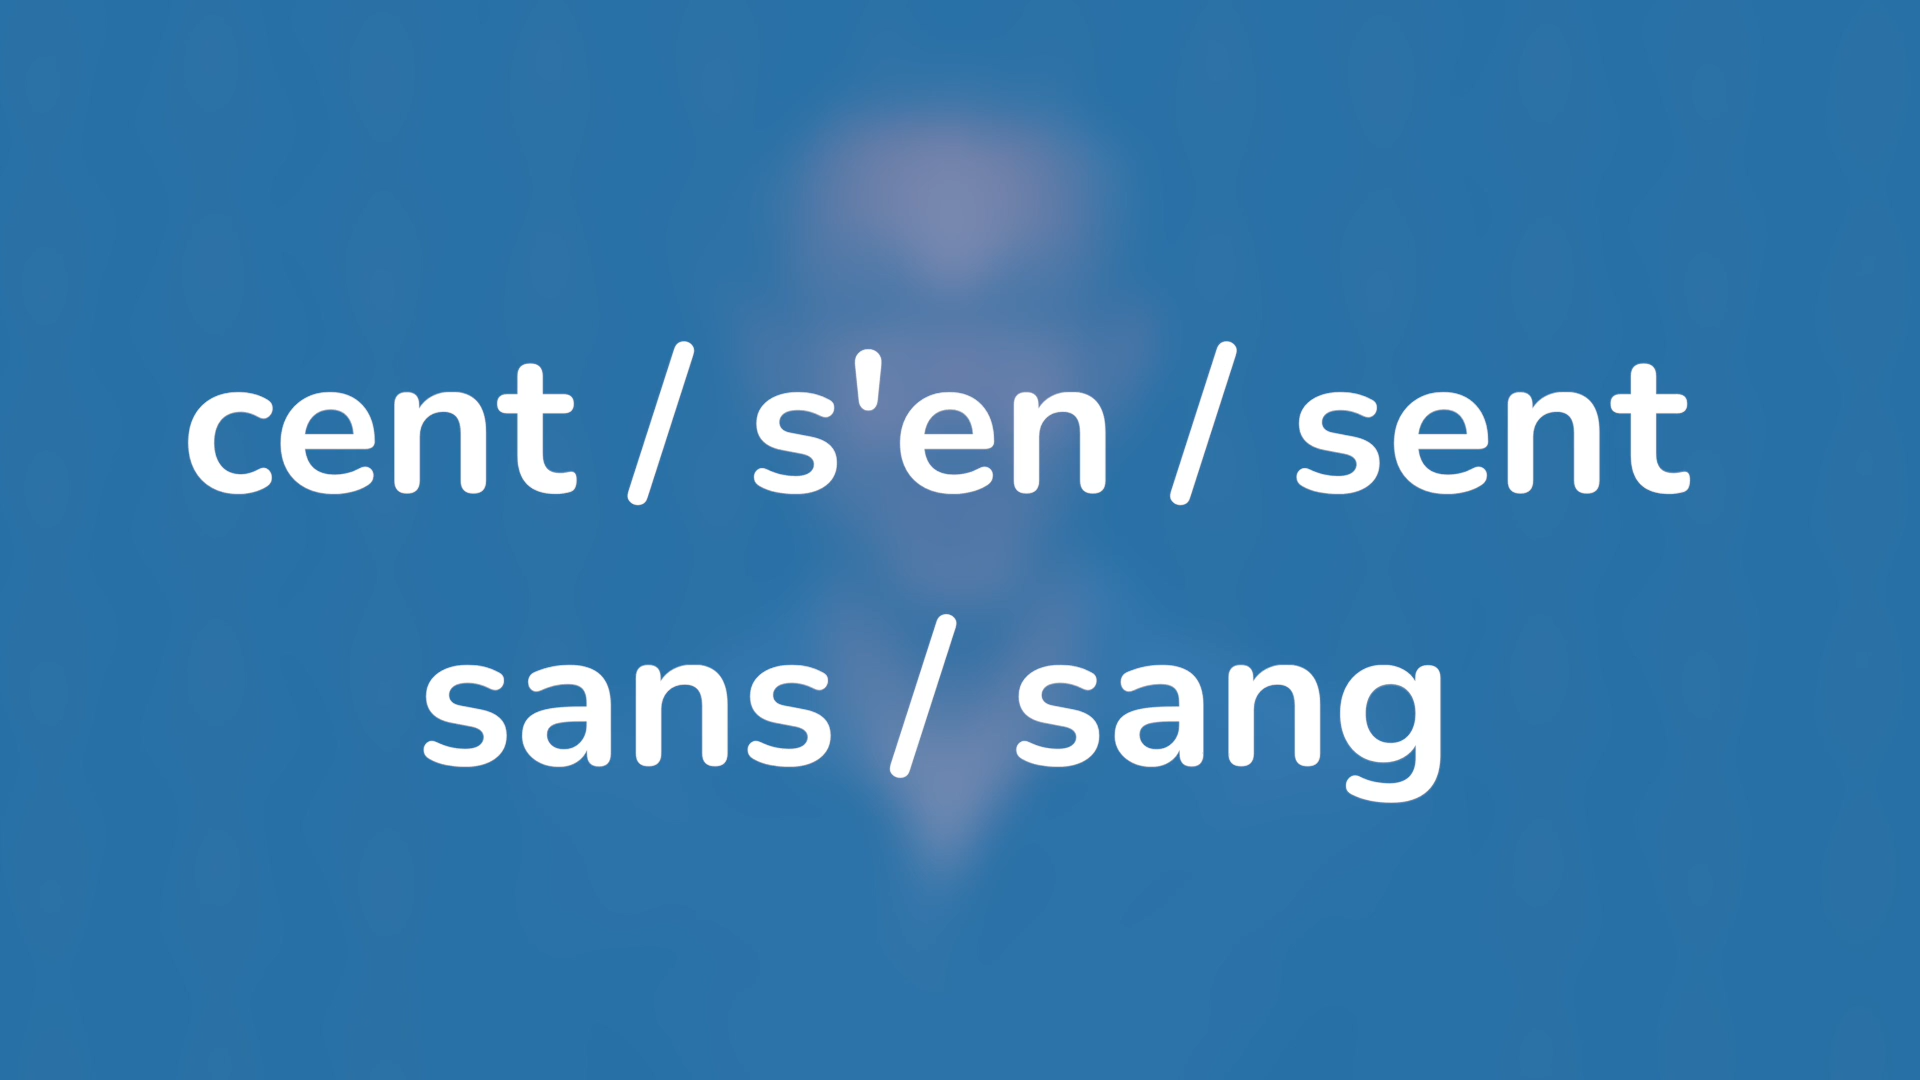 cent / s'en / sent
sans / sang